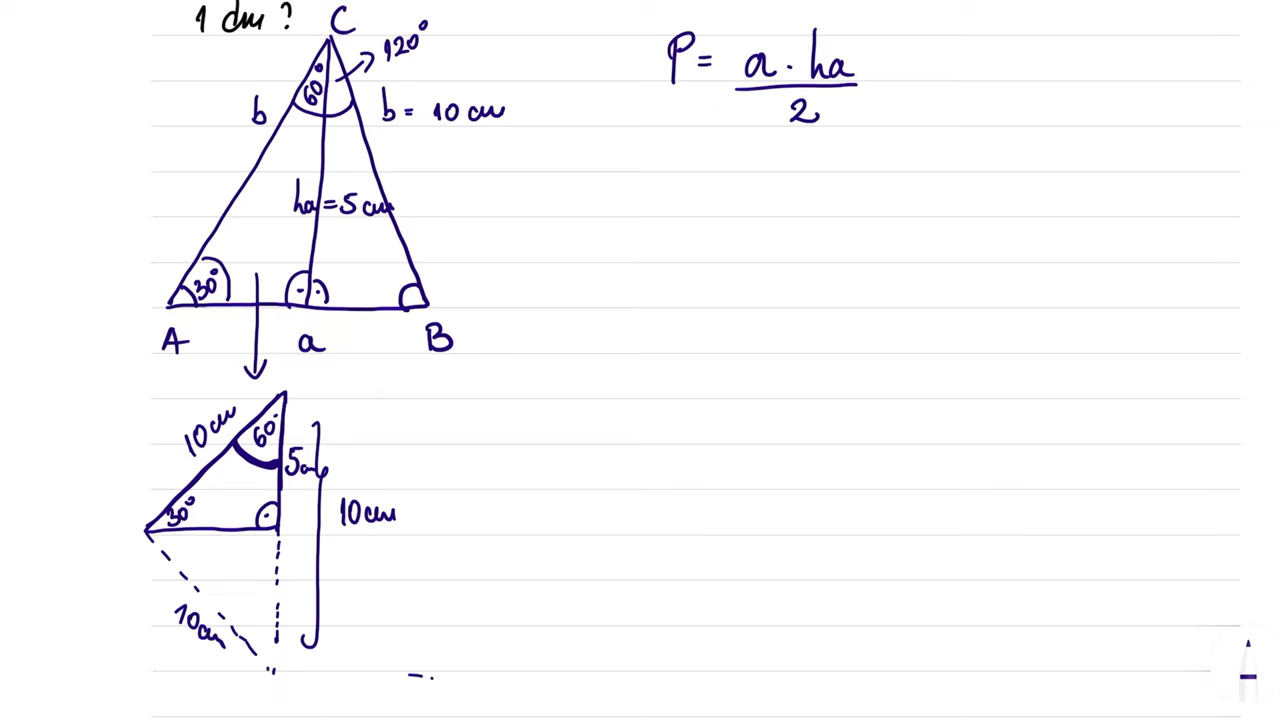 1 dm ?
C
120°
60°
b
b = 10 cm
P = a · ha / 2
ha = 5 cm
30°
A
a
B
10 cm
60°
5 cm
30°
10 cm
10 cm